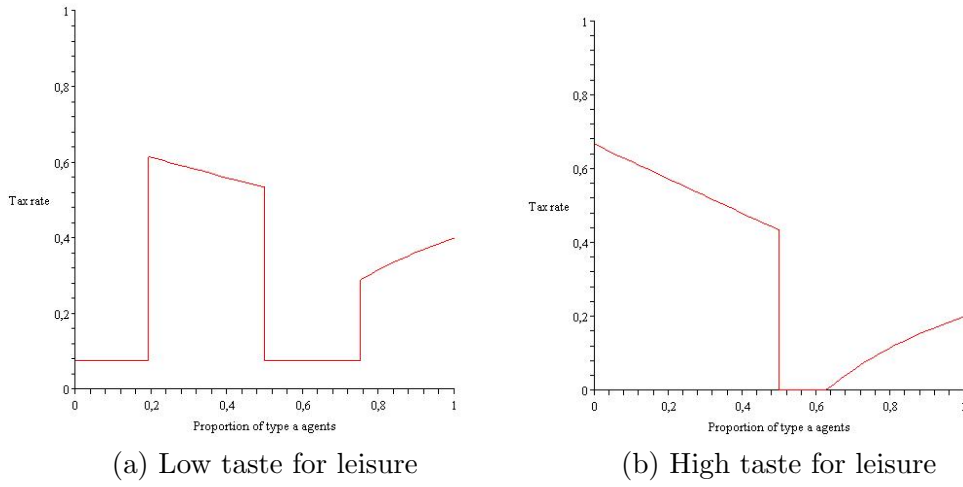 1
0,8
0,6
Tax rate
0,4
0,2
0
0 0,2 0,4 0,6 0,8 1
Proportion of type a agents
(a) Low taste for leisure
1
0,8
0,6
Tax rate
0,4
0,2
0
0 0,2 0,4 0,6 0,8 1
Proportion of type a agents
(b) High taste for leisure